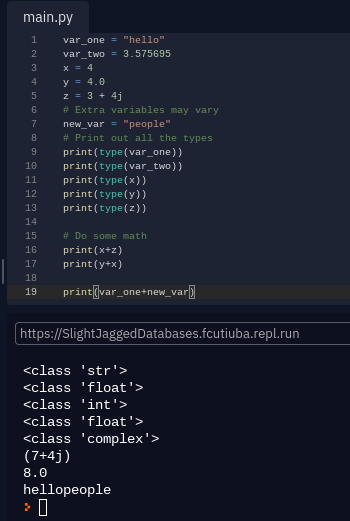 main.py
1 var_one = "hello"
2 var_two = 3.575695
3 x = 4
4 y = 4.0
5 z = 3 + 4j
6 # Extra variables may vary
7 new_var = "people"
8 # Print out all the types
9 print(type(var_one))
10 print(type(var_two))
11 print(type(x))
12 print(type(y))
13 print(type(z))
14
15 # Do some math
16 print(x+z)
17 print(y+x)
18
19 print(var_one+new_var)
https://SlightJaggedDatabases.fcutiuba.repl.run
<class 'str'>
<class 'float'>
<class 'int'>
<class 'float'>
<class 'complex'>
(7+4j)
8.0
hellopeople